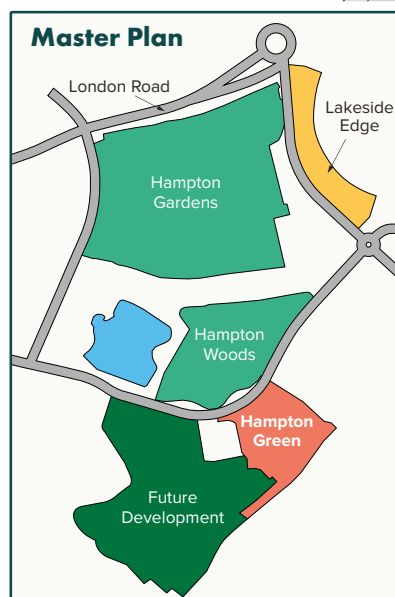 Master Plan
London Road
Lakeside
Edge
Hampton
Gardens
Hampton
Woods
Hampton
Green
Future
Development